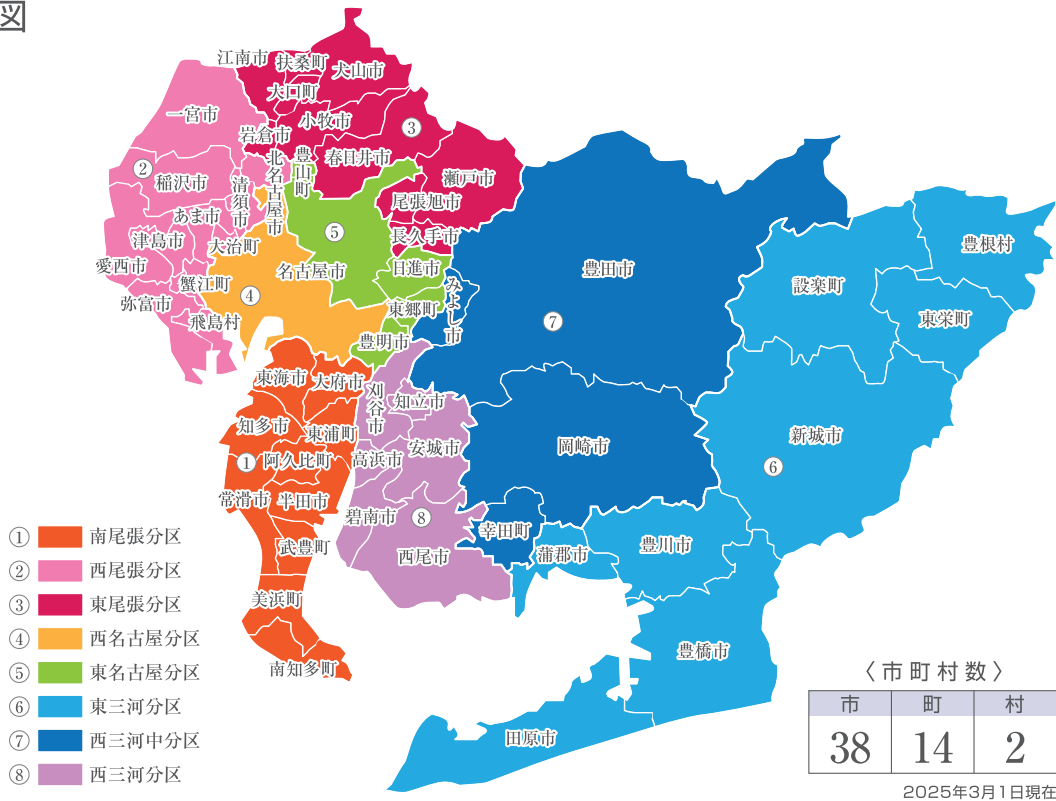 図
江南市
扶桑町
犬山市
大口町
一宮市
小牧市
③
岩倉市
春日井市
②
稲沢市
北名古屋市
豊山町
瀬戸市
清須市
尾張旭市
あま市
⑤
長久手市
津島市
大治町
豊根村
愛西市
名古屋市
日進市
豊田市
蟹江町
④
みよし市
設楽町
弥富市
飛島村
東郷町
⑦
東栄町
豊明市
東海市
大府市
刈谷市
知立市
知多市
東浦町
安城市
岡崎市
新城市
①
阿久比町
高浜市
⑥
常滑市
半田市
碧南市
⑧
幸田町
豊川市
武豊町
西尾市
蒲郡市
美浜町
豊橋市
南知多町
田原市
① 南尾張分区
② 西尾張分区
③ 東尾張分区
④ 西名古屋分区
⑤ 東名古屋分区
⑥ 東三河分区
⑦ 西三河中分区
⑧ 西三河分区
〈市町村数〉
市 町 村
38 14 2
2025年3月1日現在